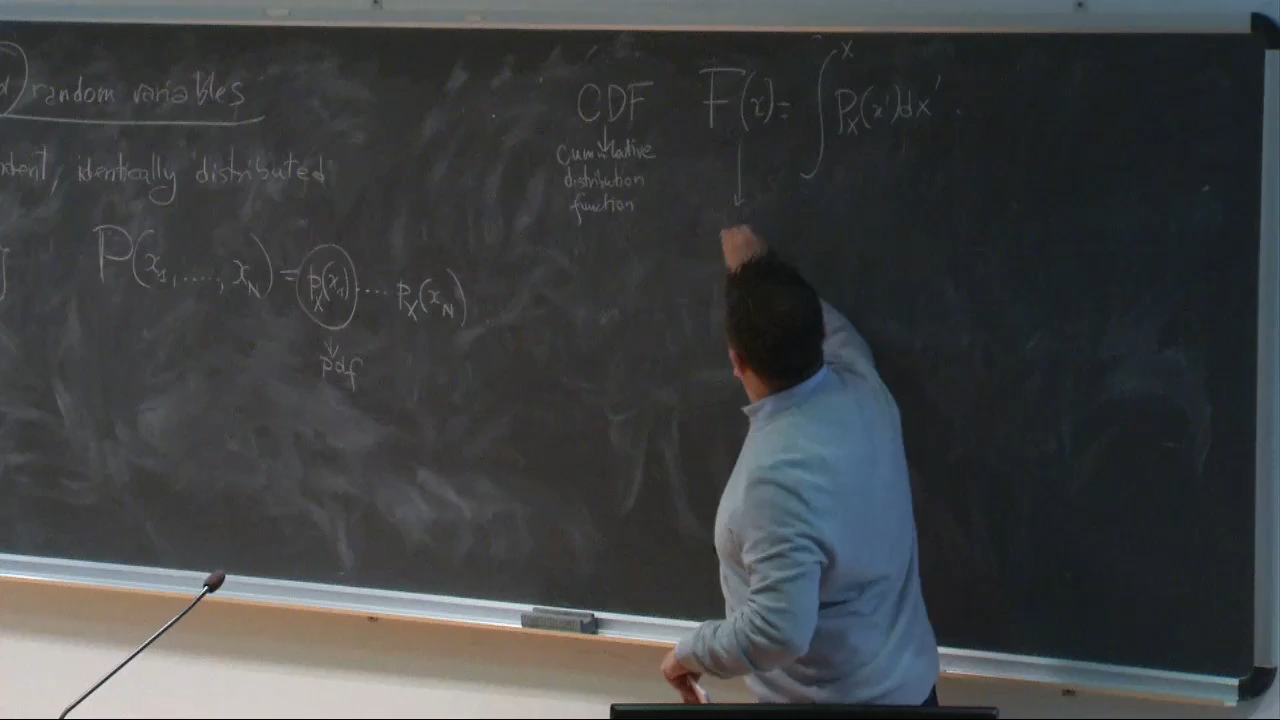 random variables
identically distributed
P(x₁, ...., x_N) = p_X(x₁) .... p_X(x_N)
↓
pdf
CDF
↓
Cumulative
distribution
function
F(x) = ∫^x p_X(x')dx'
↓